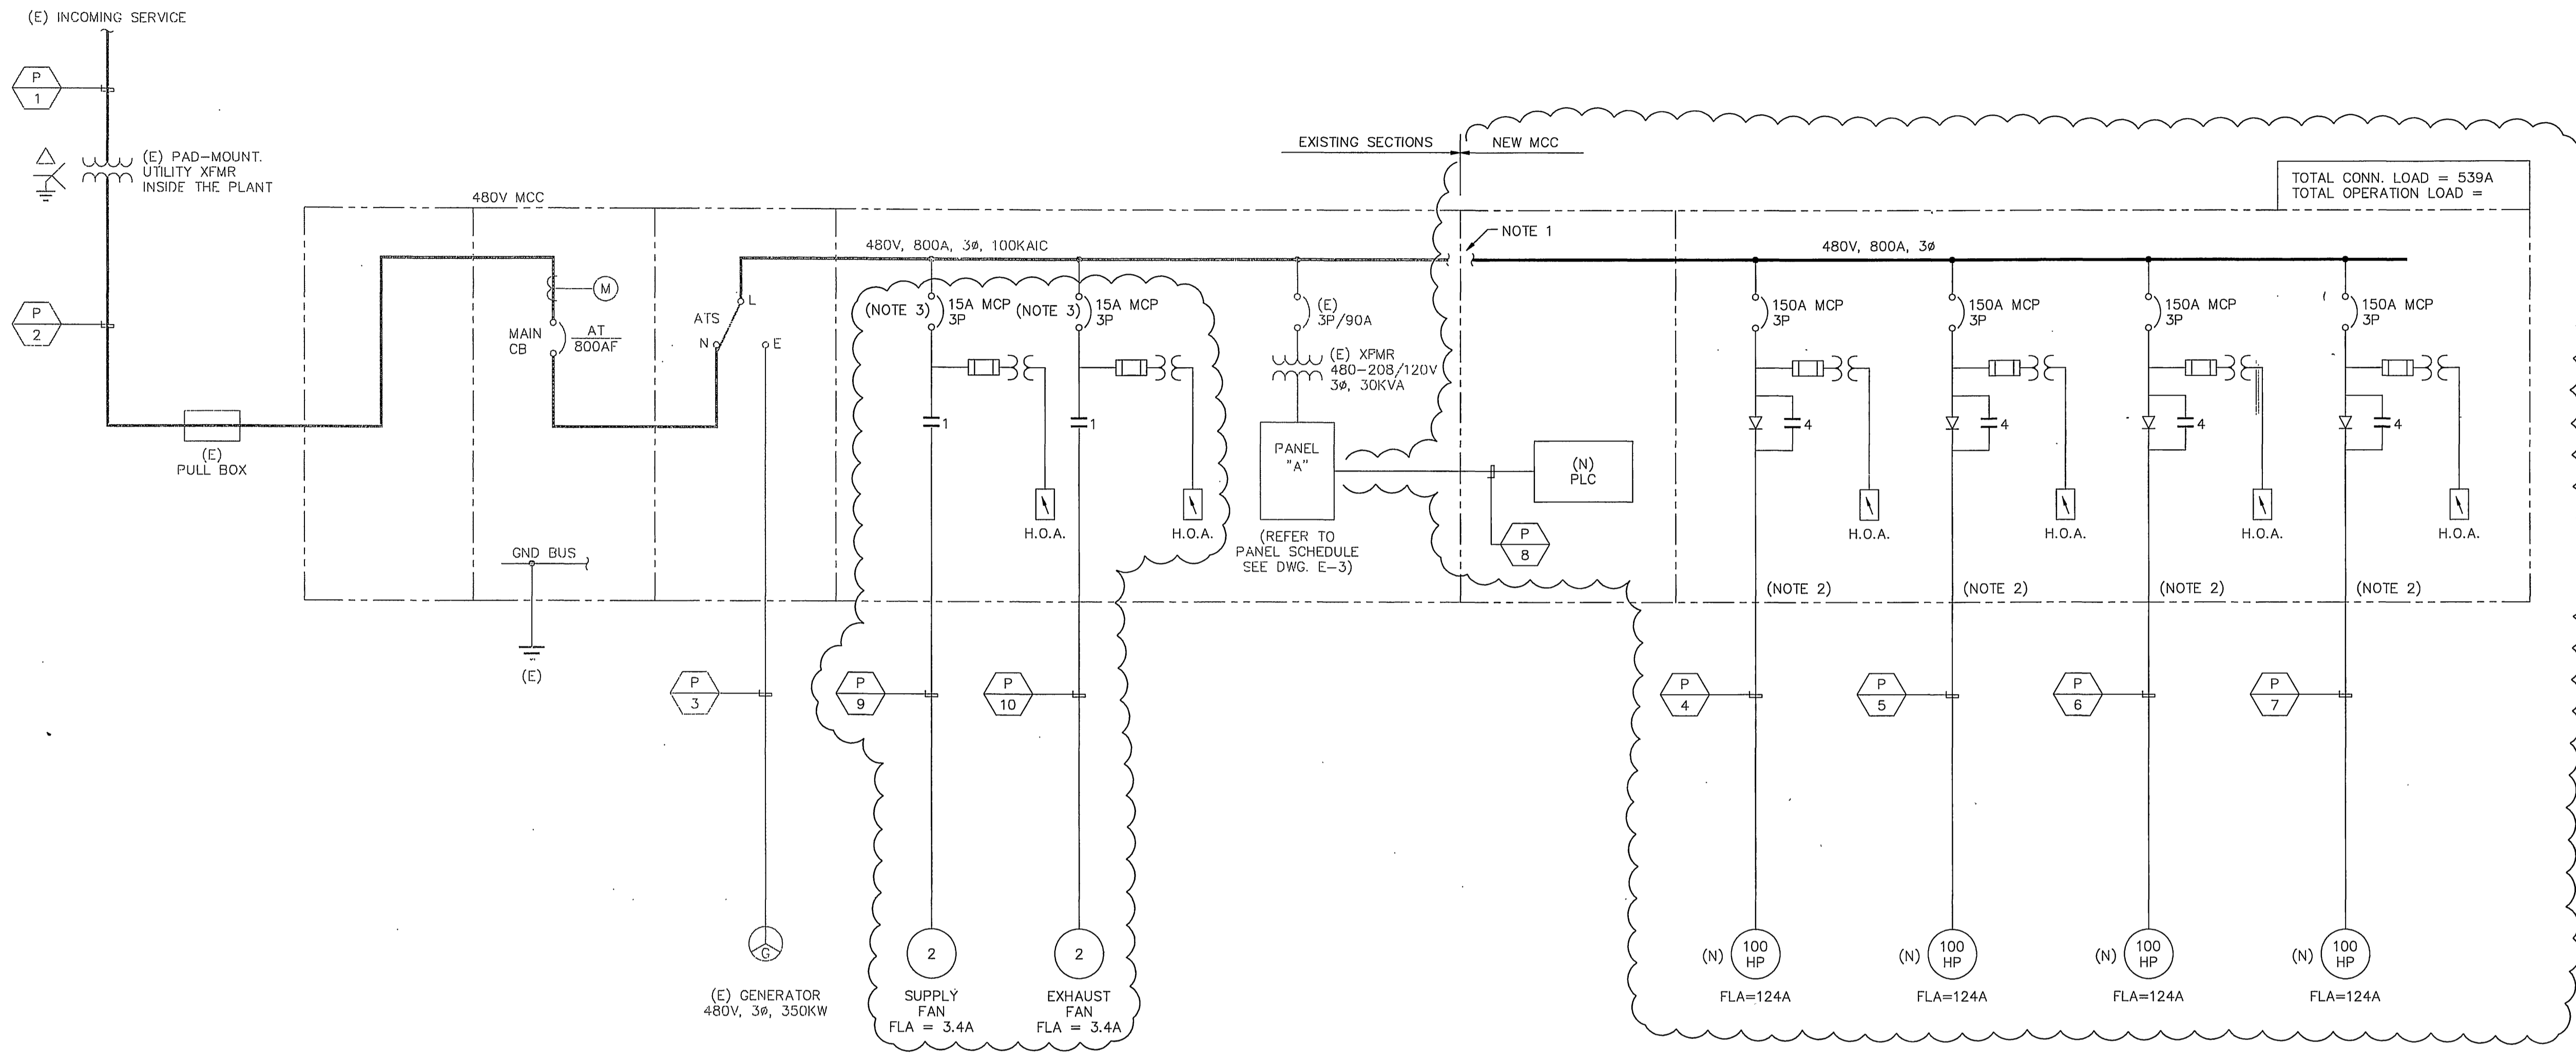 (E) INCOMING SERVICE
P
1
(E) PAD-MOUNT.
UTILITY XFMR
INSIDE THE PLANT
P
2
(E)
PULL BOX
480V MCC
M
MAIN
CB
AT
800AF
GND BUS
(E)
ATS
L
N
E
P
3
G
(E) GENERATOR
480V, 3ø, 350KW
480V, 800A, 3ø, 100KAIC
(NOTE 3)
15A MCP
3P
1
H.O.A.
P
9
2
SUPPLY
FAN
FLA = 3.4A
(NOTE 3)
15A MCP
3P
1
H.O.A.
P
10
2
EXHAUST
FAN
FLA = 3.4A
(E)
3P/90A
(E) XFMR
480-208/120V
3ø, 30KVA
PANEL
"A"
(REFER TO
PANEL SCHEDULE
SEE DWG. E-3)
EXISTING SECTIONS
NEW MCC
NOTE 1
(N)
PLC
P
8
TOTAL CONN. LOAD = 539A
TOTAL OPERATION LOAD =
480V, 800A, 3ø
150A MCP
3P
4
H.O.A.
(NOTE 2)
P
4
(N)
100
HP
FLA=124A
150A MCP
3P
4
H.O.A.
(NOTE 2)
P
5
(N)
100
HP
FLA=124A
150A MCP
3P
4
H.O.A.
(NOTE 2)
P
6
(N)
100
HP
FLA=124A
150A MCP
3P
4
H.O.A.
(NOTE 2)
P
7
(N)
100
HP
FLA=124A